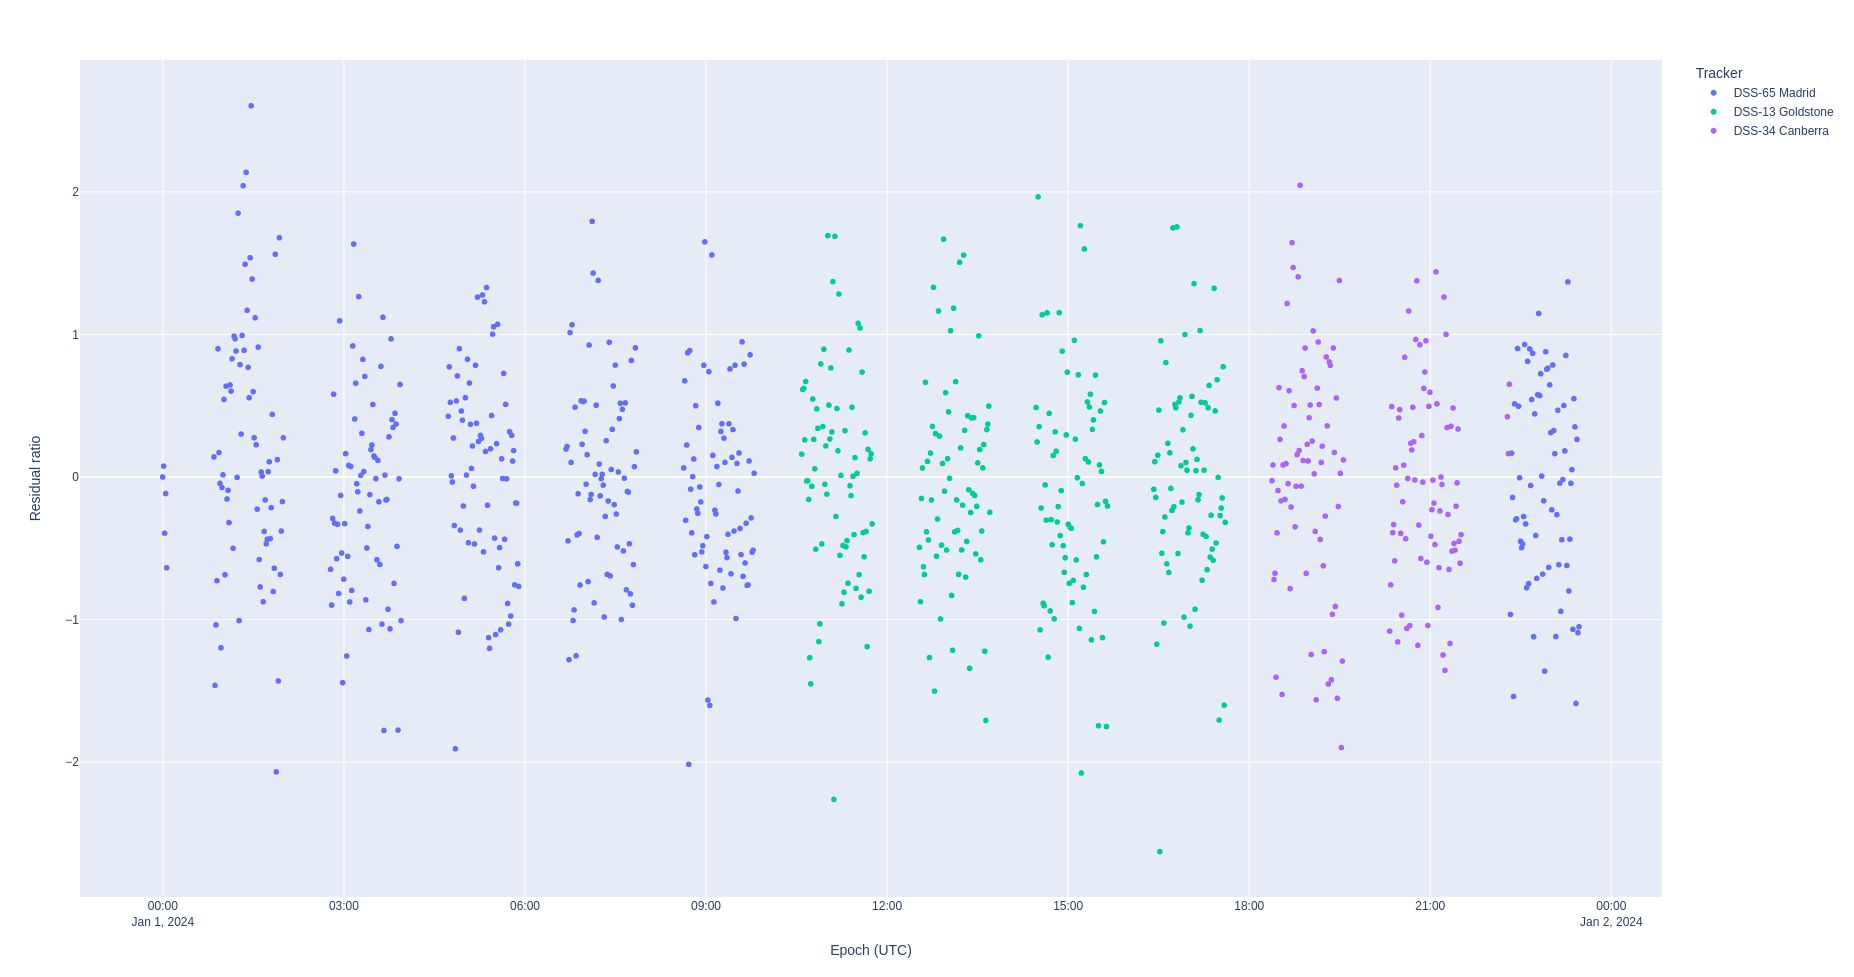 Tracker
DSS-65 Madrid
DSS-13 Goldstone
DSS-34 Canberra
Residual ratio
2
1
0
−1
−2
00:00
Jan 1, 2024
03:00
06:00
09:00
12:00
15:00
18:00
21:00
00:00
Jan 2, 2024
Epoch (UTC)